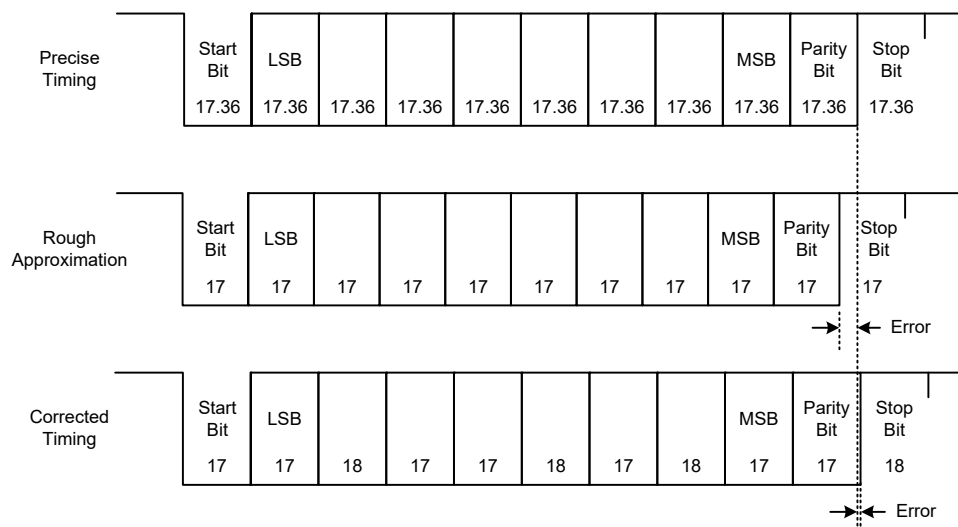 Precise
Timing
Start
Bit
LSB
MSB
Parity
Bit
Stop
Bit
17.36 17.36 17.36 17.36 17.36 17.36 17.36 17.36 17.36 17.36 17.36
Rough
Approximation
Start
Bit
LSB
MSB
Parity
Bit
Stop
Bit
17 17 17 17 17 17 17 17 17 17 17
Error
Corrected
Timing
Start
Bit
LSB
MSB
Parity
Bit
Stop
Bit
17 17 18 17 17 18 17 18 17 17 18
Error